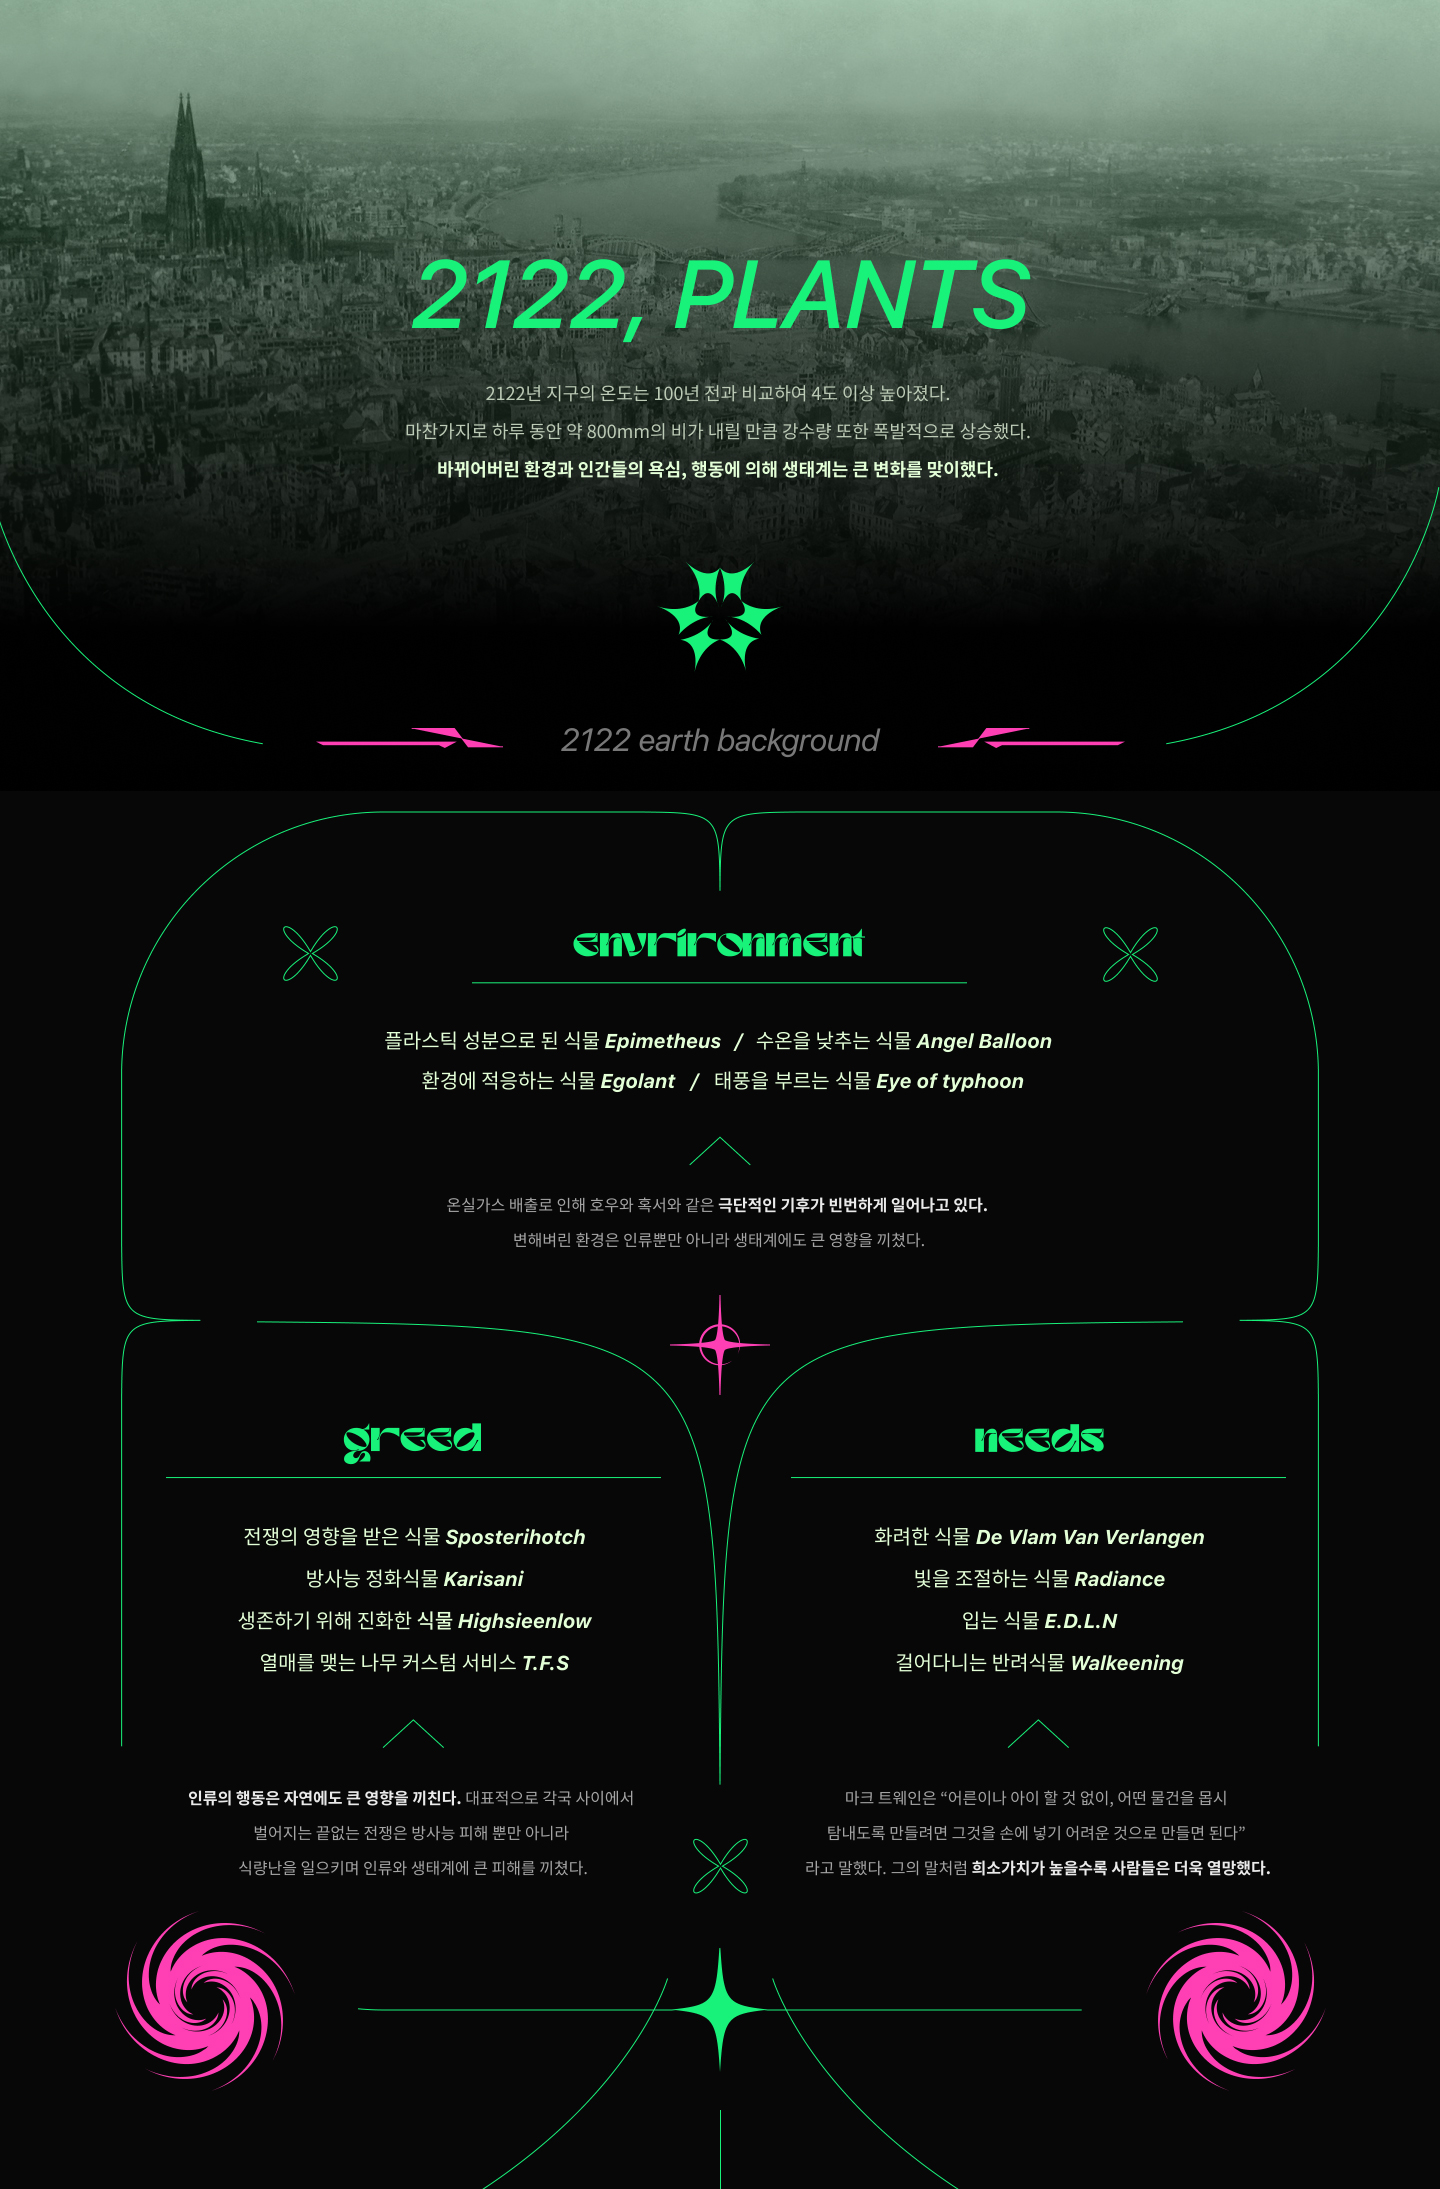 2122, PLANTS
2122년 지구의 온도는 100년 전과 비교하여 4도 이상 높아졌다.
마찬가지로 하루 동안 약 800mm의 비가 내릴 만큼 강수량 또한 폭발적으로 상승했다.
바뀌어버린 환경과 인간들의 욕심, 행동에 의해 생태계는 큰 변화를 맞이했다.
2122 earth background
envrironment
플라스틱 성분으로 된 식물 Epimetheus / 수온을 낮추는 식물 Angel Balloon
환경에 적응하는 식물 Egolant / 태풍을 부르는 식물 Eye of typhoon
온실가스 배출로 인해 호우와 혹서와 같은 극단적인 기후가 빈번하게 일어나고 있다.
변해벼린 환경은 인류뿐만 아니라 생태계에도 큰 영향을 끼쳤다.
greed
전쟁의 영향을 받은 식물 Sposterihotch
방사능 정화식물 Karisani
생존하기 위해 진화한 식물 Highsieenlow
열매를 맺는 나무 커스텀 서비스 T.F.S
인류의 행동은 자연에도 큰 영향을 끼친다. 대표적으로 각국 사이에서
벌어지는 끝없는 전쟁은 방사능 피해 뿐만 아니라
식량난을 일으키며 인류와 생태계에 큰 피해를 끼쳤다.
needs
화려한 식물 De Vlam Van Verlangen
빛을 조절하는 식물 Radiance
입는 식물 E.D.L.N
걸어다니는 반려식물 Walkeening
마크 트웨인은 “어른이나 아이 할 것 없이, 어떤 물건을 몹시
탐내도록 만들려면 그것을 손에 넣기 어려운 것으로 만들면 된다”
라고 말했다. 그의 말처럼 희소가치가 높을수록 사람들은 더욱 열망했다.